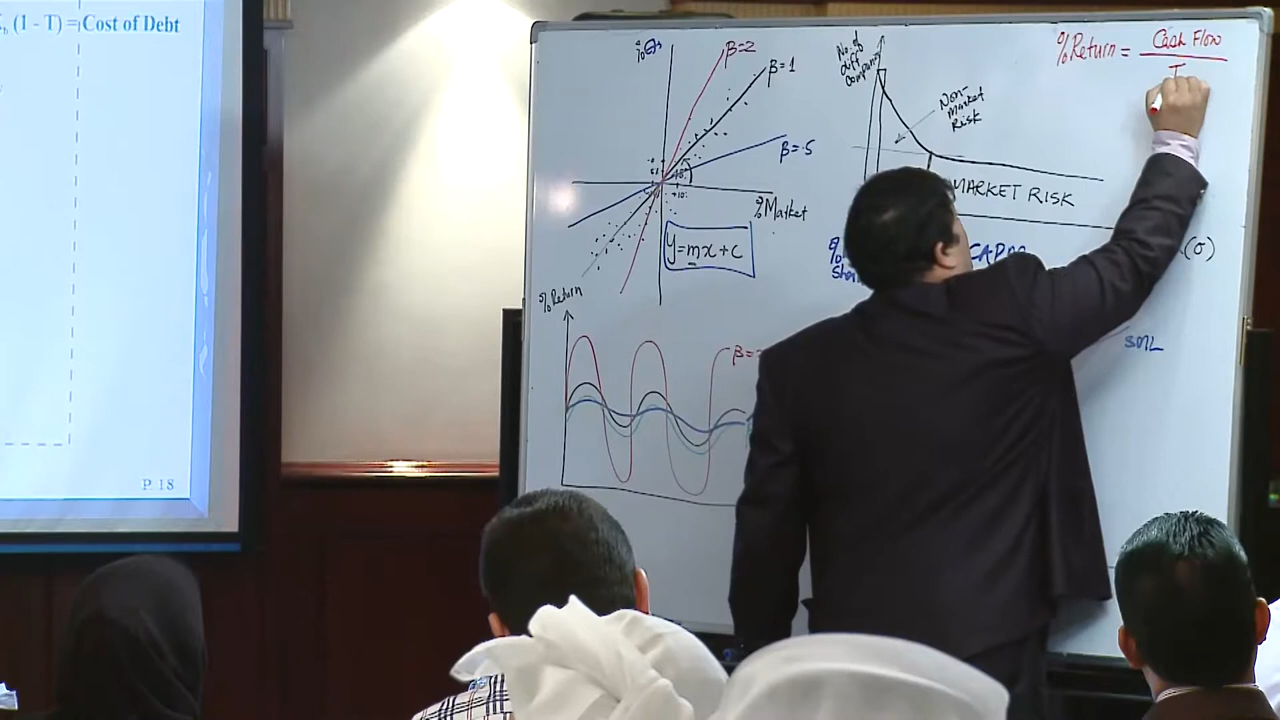 (1 - T) = Cost of Debt
P. 18
β=2
β=1
β=.5
% Market
y=mx+c
% Return
β=
No. of
diff
company
Non-
Market
Risk
MARKET RISK
(σ)
SML
% Return = Cash Flow